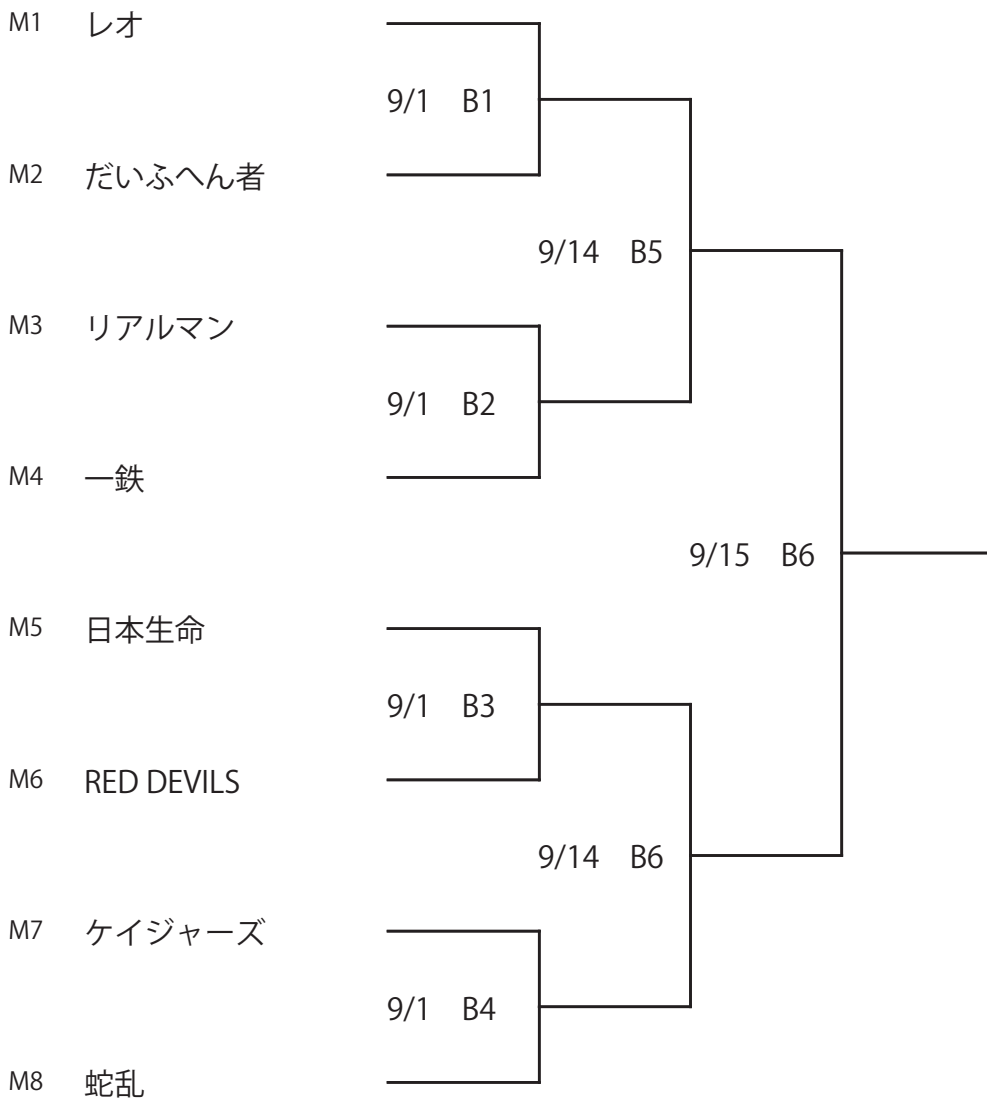 M1 レオ
9/1 B1
M2 だいふへん者
9/14 B5
M3 リアルマン
9/1 B2
M4 一鉄
9/15 B6
M5 日本生命
9/1 B3
M6 RED DEVILS
9/14 B6
M7 ケイジャーズ
9/1 B4
M8 蛇乱